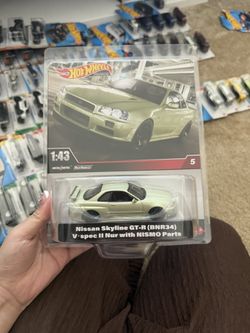 Hot Wheels
5
1:43
Nissan Skyline GT-R (BNR34)
V•spec II Nur with NISMO Parts